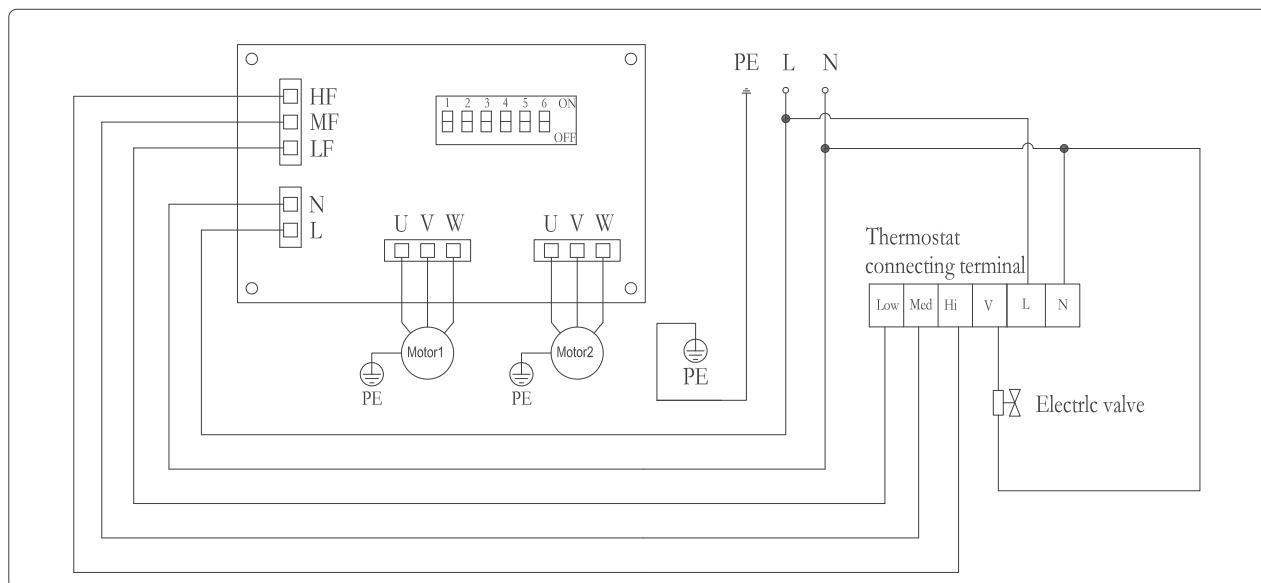 PE L N
HF
MF
LF
1 2 3 4 5 6 ON
OFF
N
L
U V W
U V W
Thermostat
connecting terminal
Low Med Hi V L N
Motor1
Motor2
PE
PE
PE
Electrlc valve